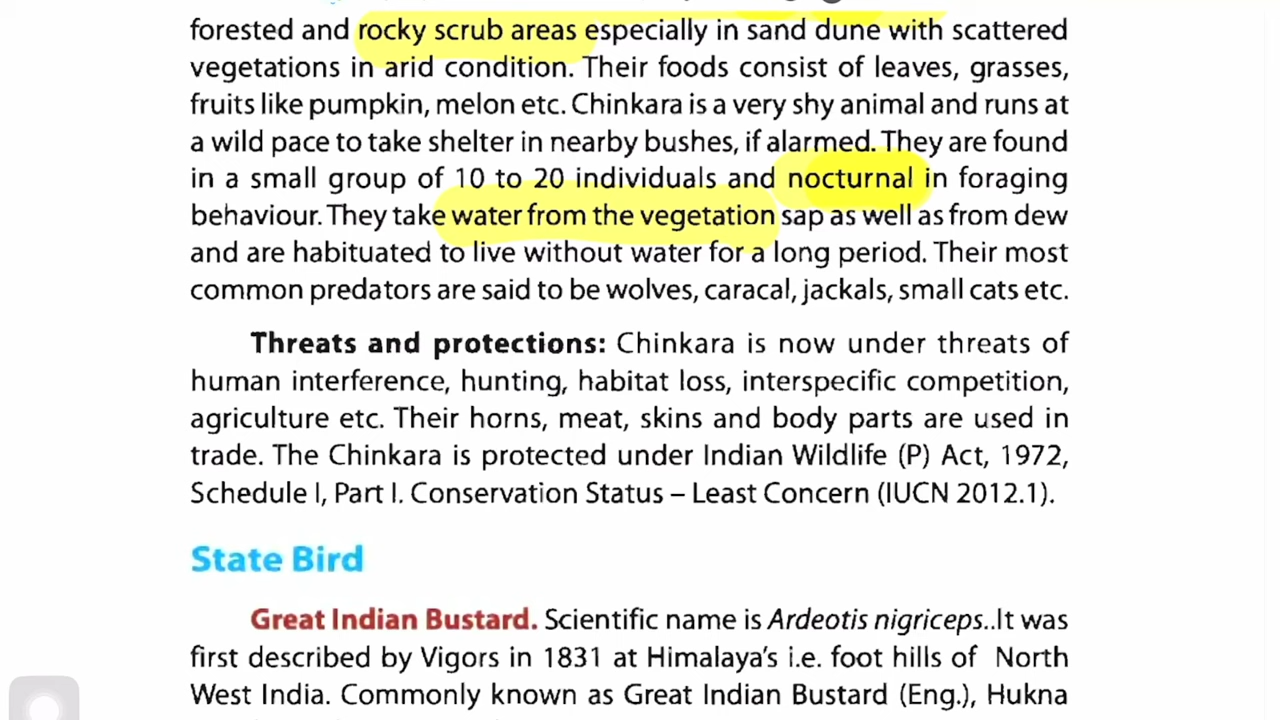 forested and rocky scrub areas especially in sand dune with scattered
vegetations in arid condition. Their foods consist of leaves, grasses,
fruits like pumpkin, melon etc. Chinkara is a very shy animal and runs at
a wild pace to take shelter in nearby bushes, if alarmed. They are found
in a small group of 10 to 20 individuals and nocturnal in foraging
behaviour. They take water from the vegetation sap as well as from dew
and are habituated to live without water for a long period. Their most
common predators are said to be wolves, caracal, jackals, small cats etc.
Threats and protections: Chinkara is now under threats of
human interference, hunting, habitat loss, interspecific competition,
agriculture etc. Their horns, meat, skins and body parts are used in
trade. The Chinkara is protected under Indian Wildlife (P) Act, 1972,
Schedule I, Part I. Conservation Status – Least Concern (IUCN 2012.1).
State Bird
Great Indian Bustard. Scientific name is Ardeotis nigriceps..It was
first described by Vigors in 1831 at Himalaya's i.e. foot hills of North
West India. Commonly known as Great Indian Bustard (Eng.), Hukna